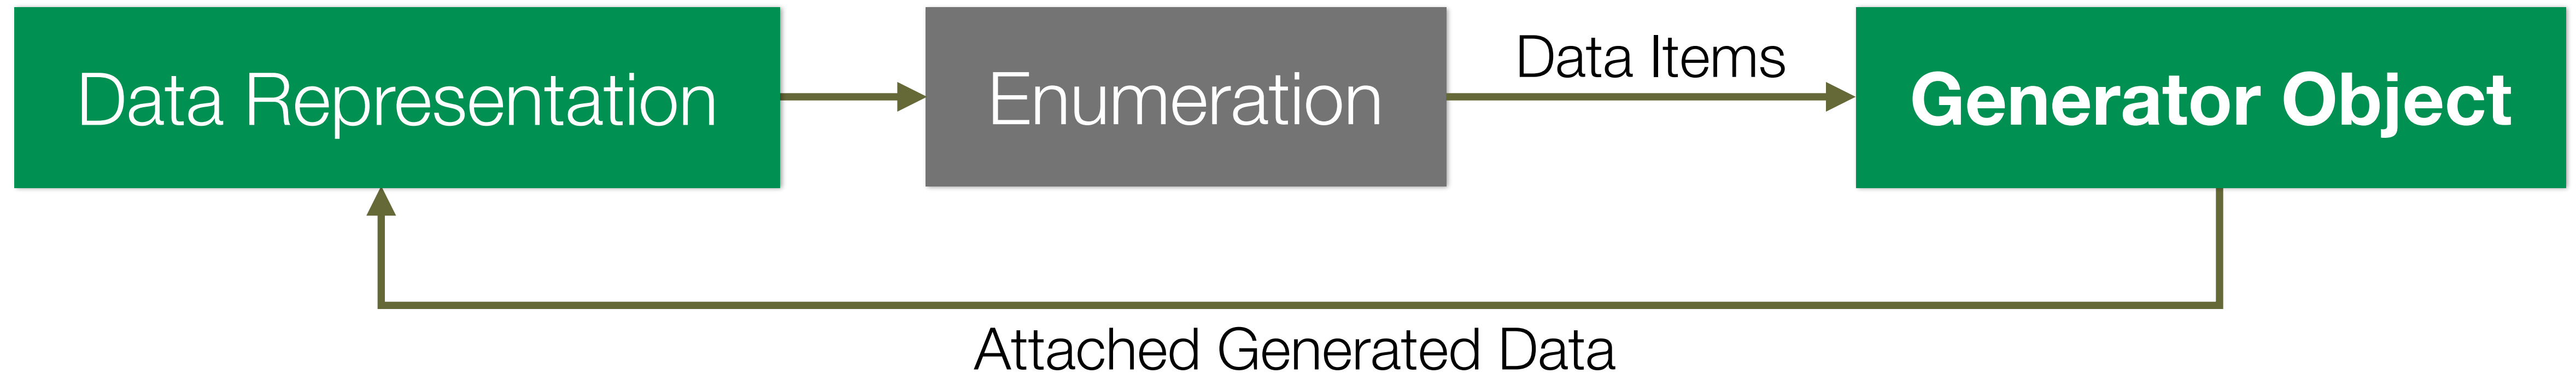 Data Representation
Enumeration
Data Items
Generator Object
Attached Generated Data